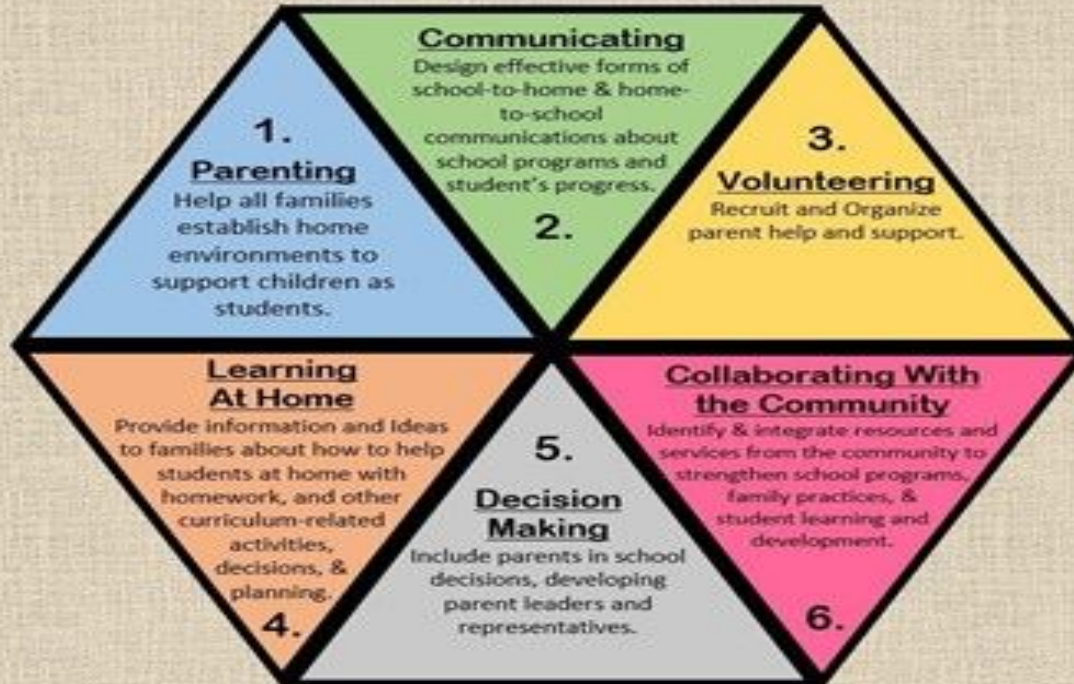 1.
Parenting
Help all families
establish home
environments to
support children as
students.
Communicating
Design effective forms of
school-to-home & home-
to-school
communications about
school programs and
student's progress.
2.
3.
Volunteering
Recruit and Organize
parent help and support.
Learning
At Home
Provide information and Ideas
to families about how to help
students at home with
homework, and other
curriculum-related
activities,
decisions, &
planning.
4.
5.
Decision
Making
Include parents in school
decisions, developing
parent leaders and
representatives.
Collaborating With
the Community
Identify & integrate resources and
services from the community to
strengthen school programs,
family practices, &
student learning and
development.
6.